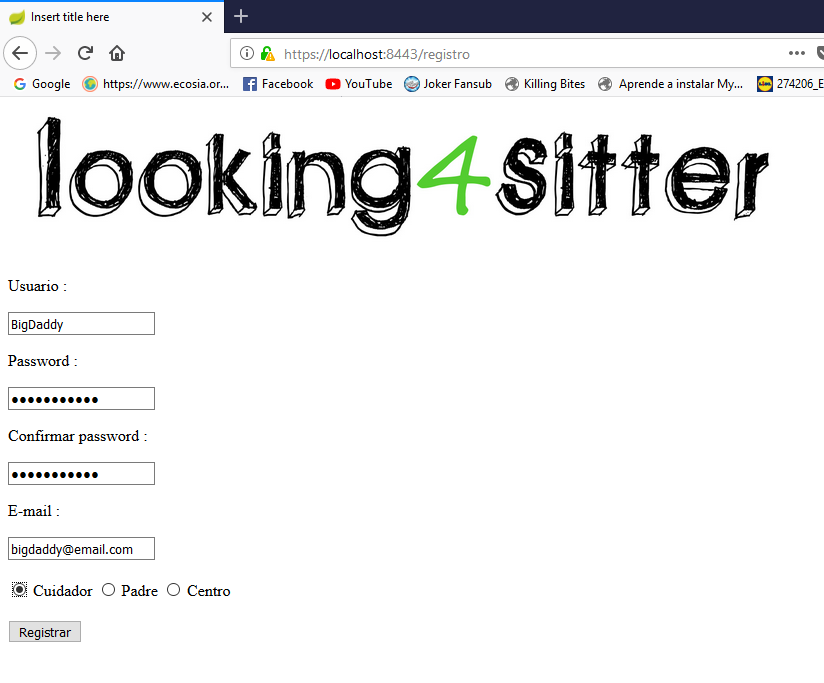 Insert title here
https://localhost:8443/registro
Google https://www.ecosia.or... Facebook YouTube Joker Fansub Killing Bites Aprende a instalar My... 274206_E
looking4sitter
Usuario :
BigDaddy
Password :
●●●●●●●●●●●
Confirmar password :
●●●●●●●●●●●
E-mail :
bigdaddy@email.com
Cuidador Padre Centro
Registrar